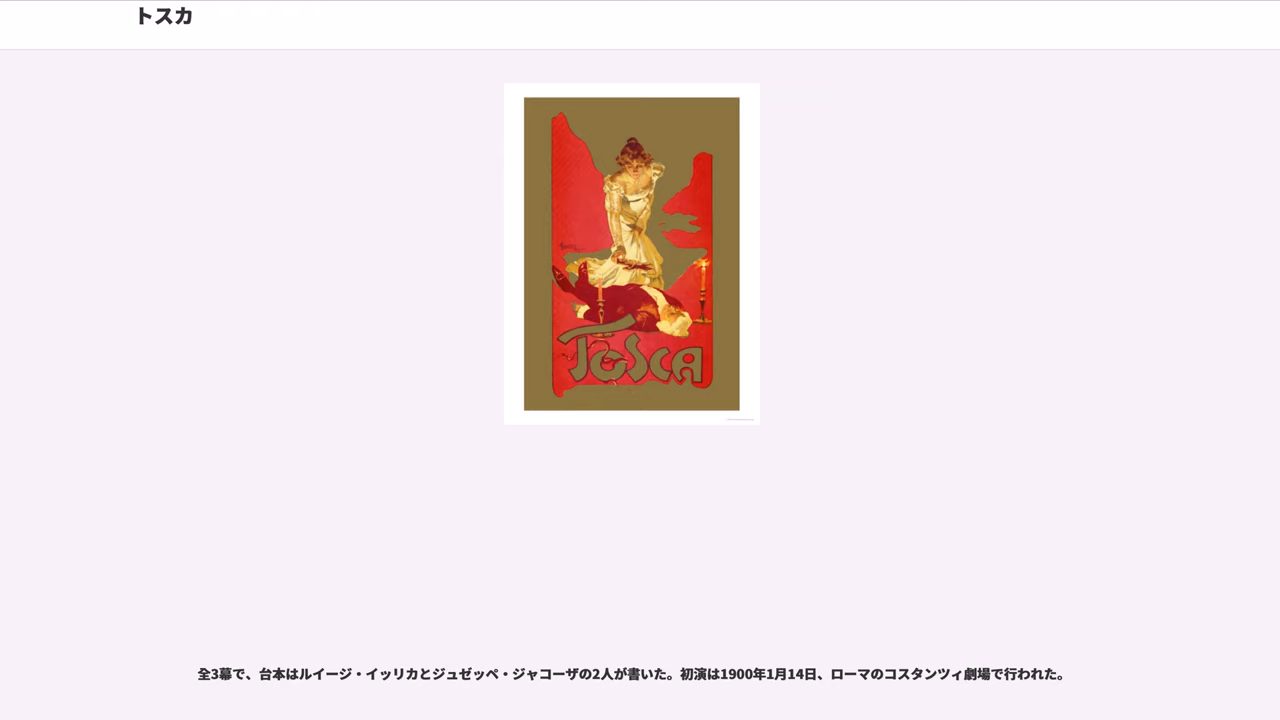 トスカ
Tosca
全3幕で、台本はルイージ・イッリカとジュゼッペ・ジャコーザの2人が書いた。初演は1900年1月14日、ローマのコスタンツィ劇場で行われた。